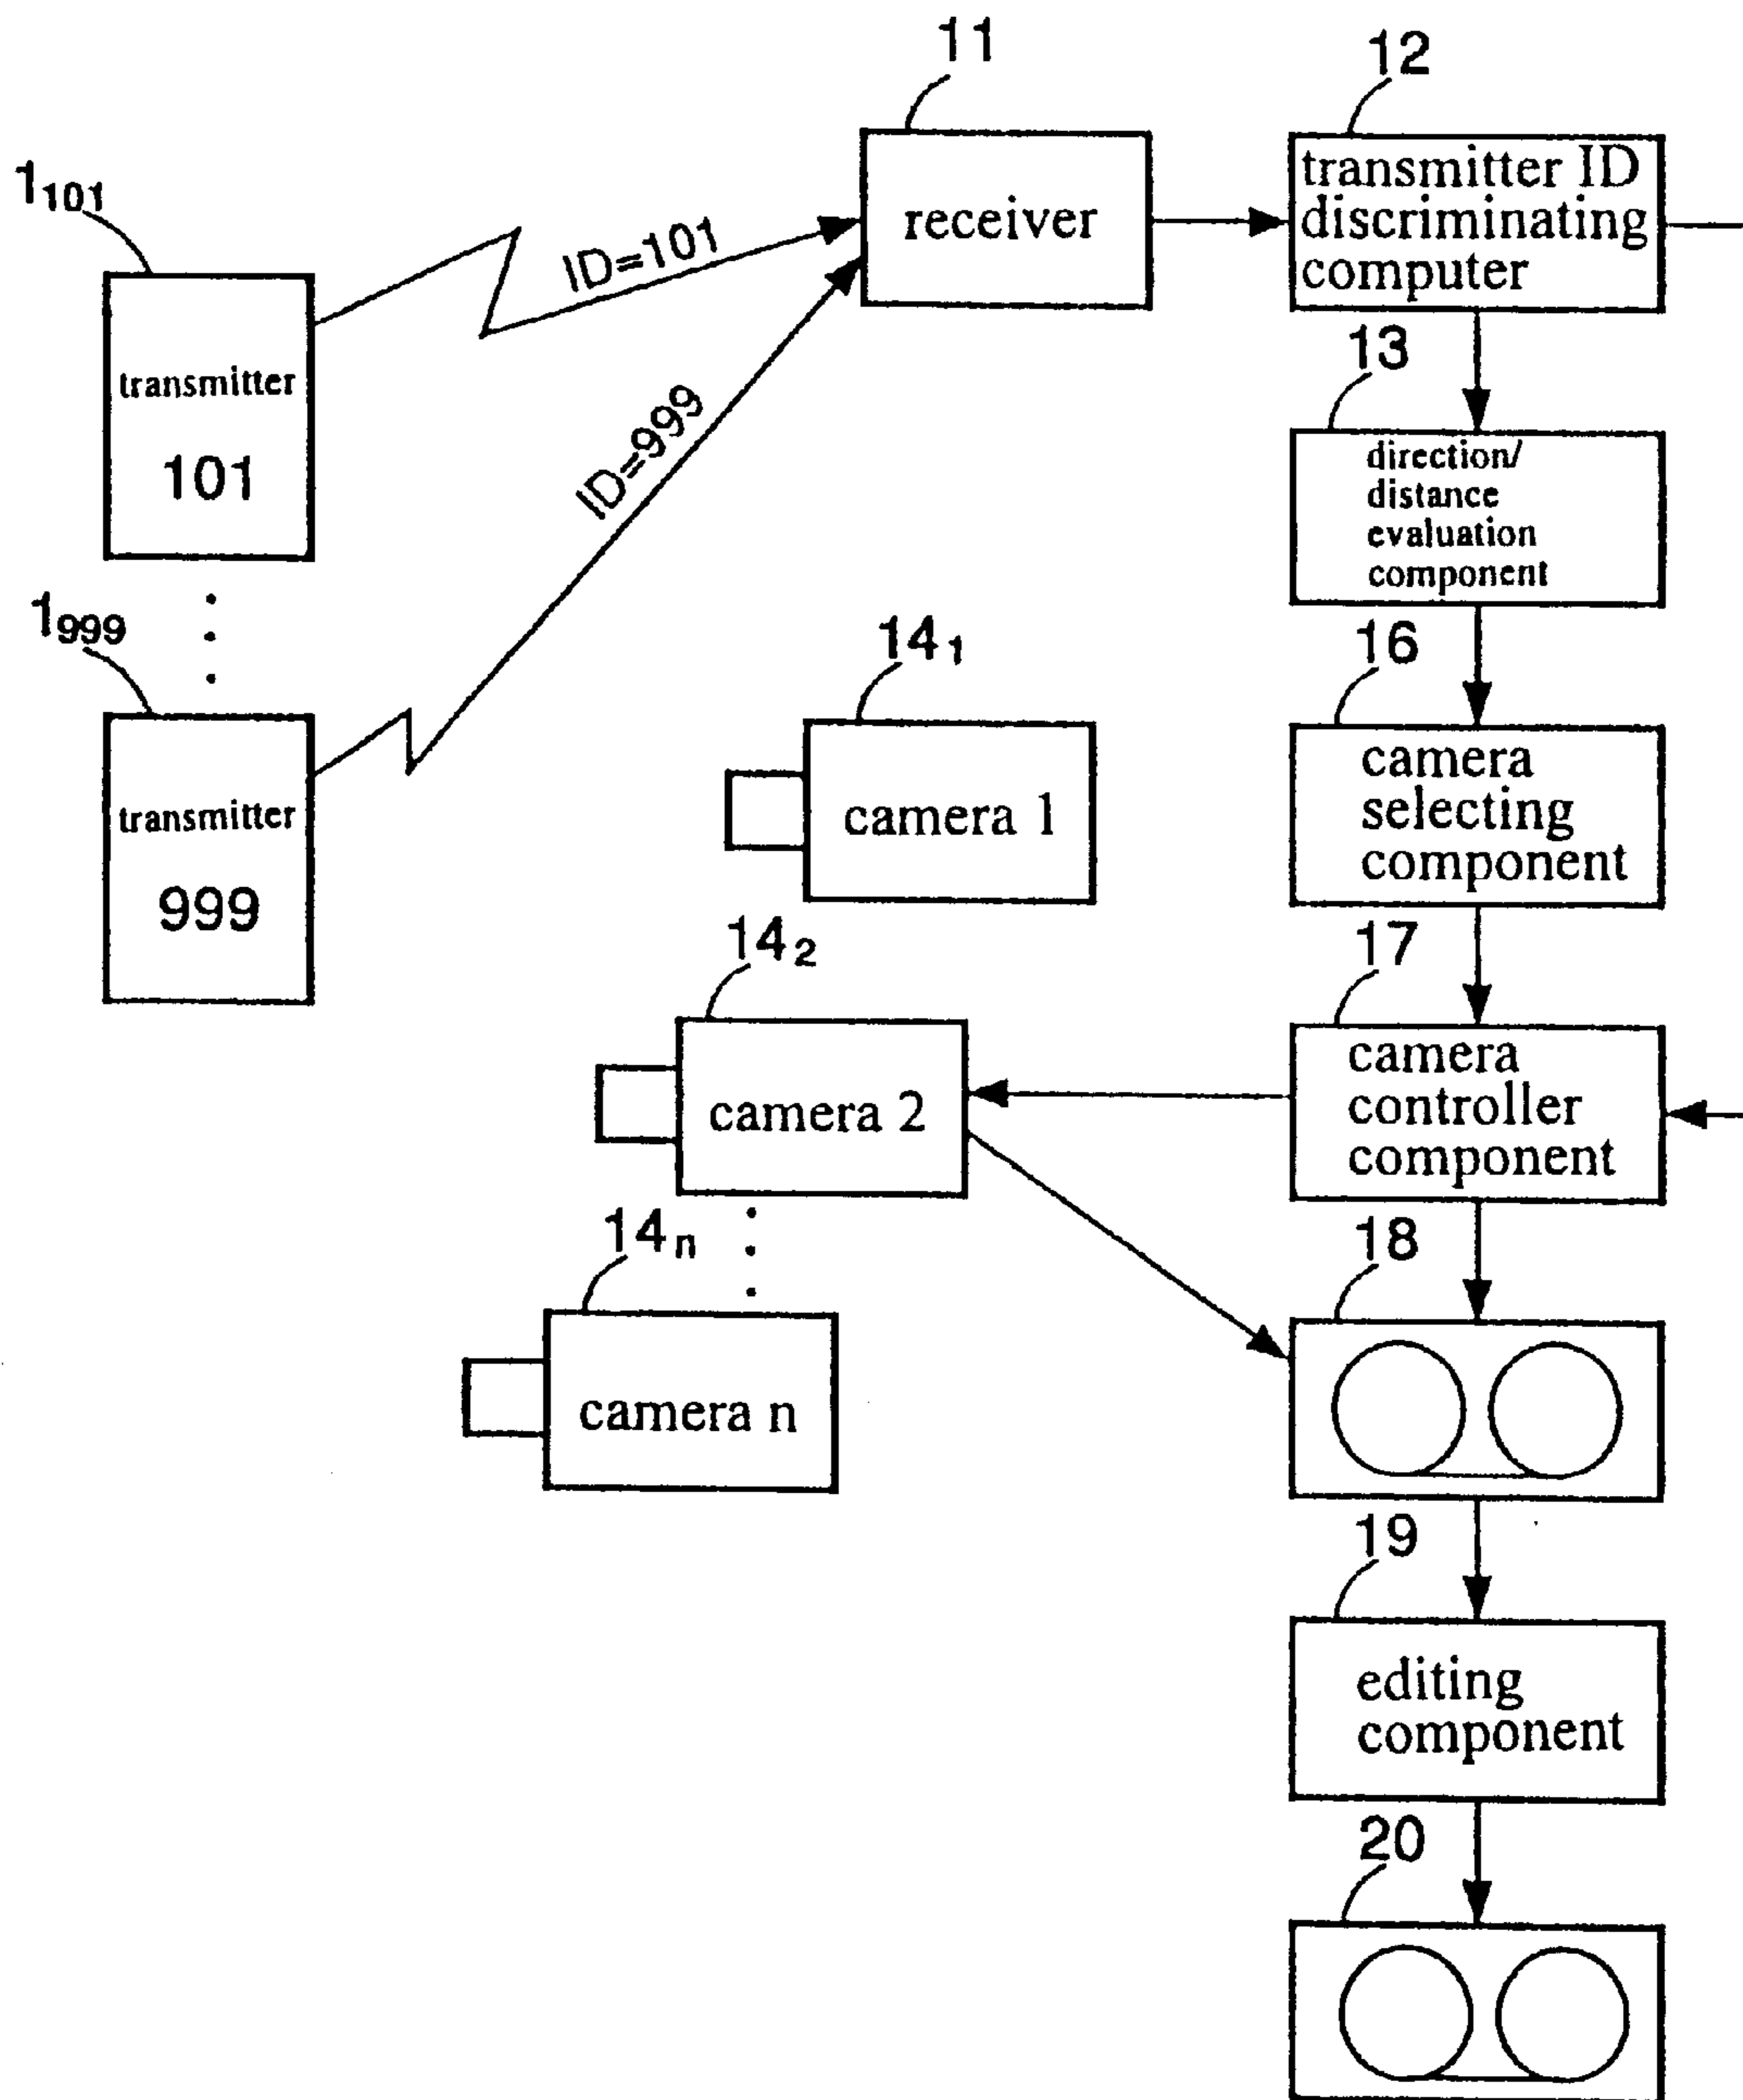 11
12
1101
receiver
transmitter ID
discriminating
computer
ID=101
transmitter
101
13
direction/
distance
evaluation
component
ID=999
1999
141
16
transmitter
999
camera 1
camera
selecting
component
142
17
camera 2
camera
controller
component
14n
18
camera n
19
editing
component
20